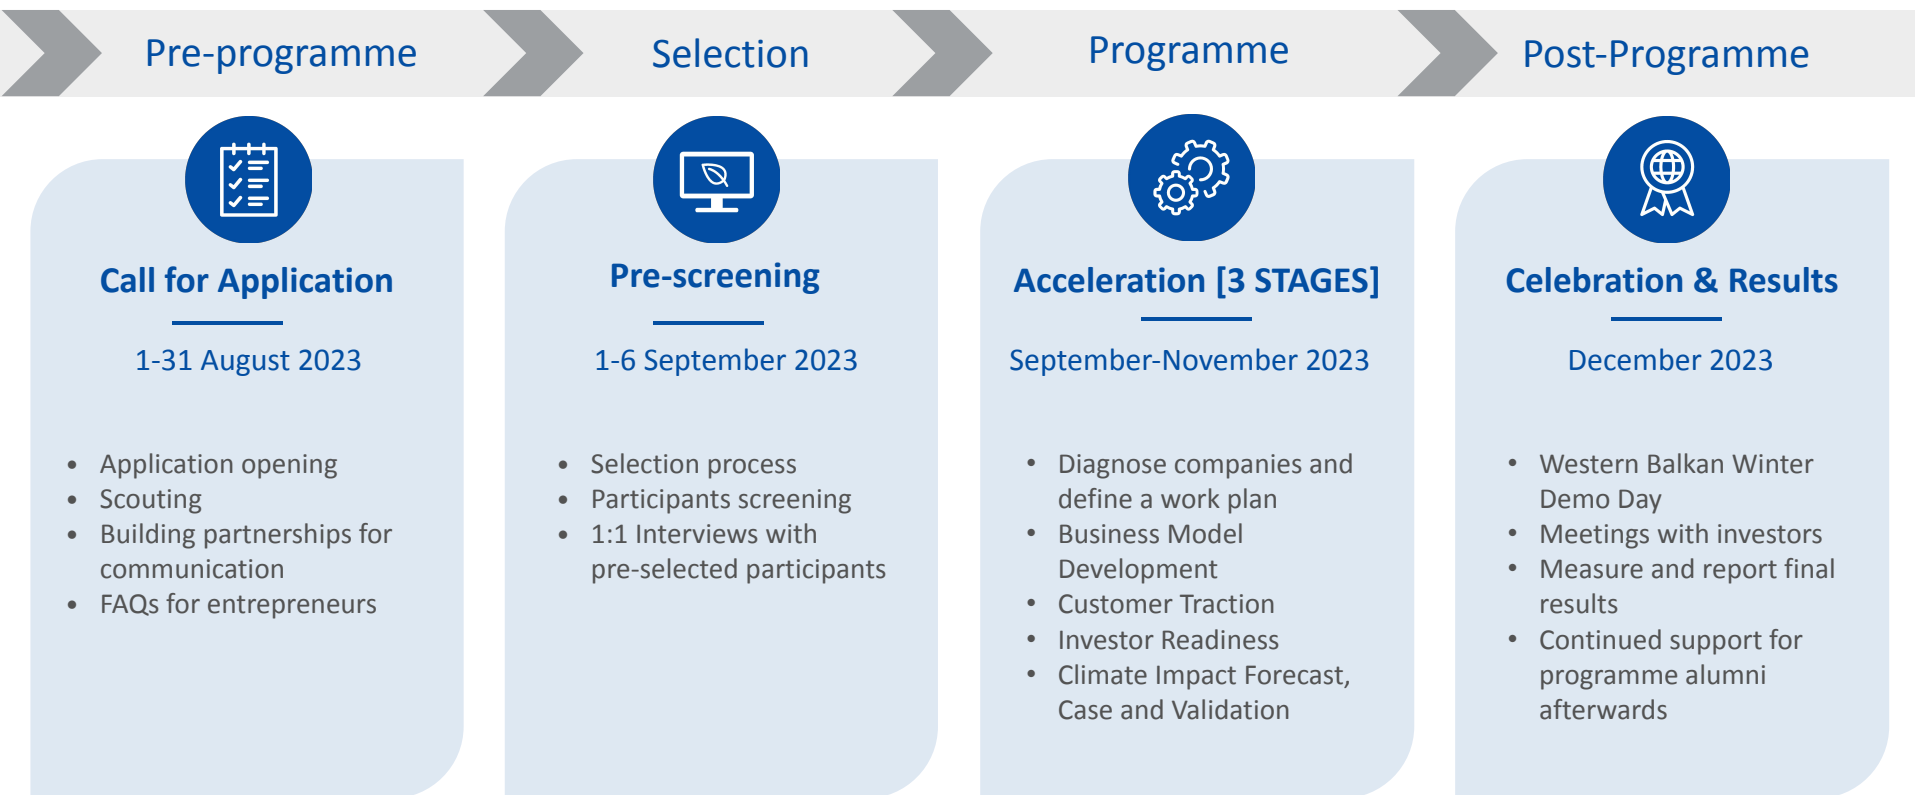 Pre-programme
Selection
Programme
Post-Programme
Call for Application
1-31 August 2023
• Application opening
• Scouting
• Building partnerships for
communication
• FAQs for entrepreneurs
Pre-screening
1-6 September 2023
• Selection process
• Participants screening
• 1:1 Interviews with
pre-selected participants
Acceleration [3 STAGES]
September-November 2023
• Diagnose companies and
define a work plan
• Business Model
Development
• Customer Traction
• Investor Readiness
• Climate Impact Forecast,
Case and Validation
Celebration & Results
December 2023
• Western Balkan Winter
Demo Day
• Meetings with investors
• Measure and report final
results
• Continued support for
programme alumni
afterwards